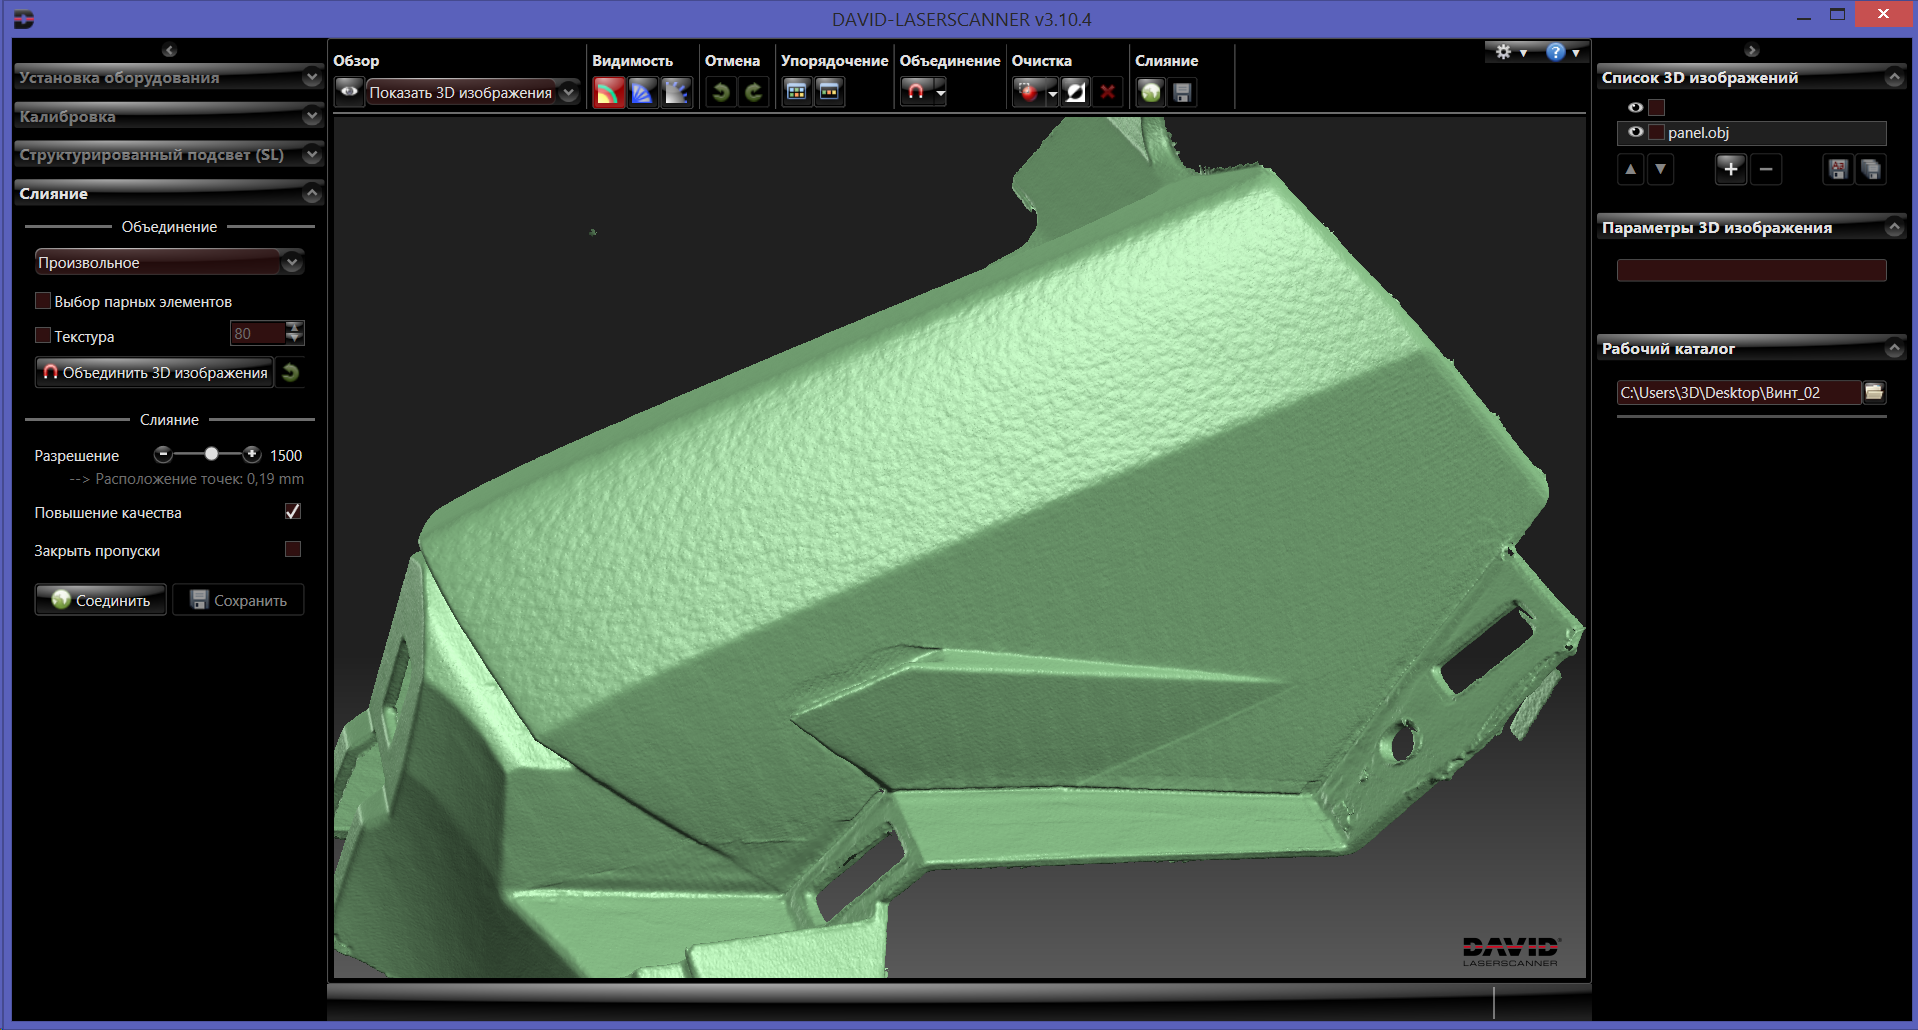 DAVID-LASERSCANNER v3.10.4
Установка оборудования
Калибровка
Структурированный подсвет (SL)
Слияние
Объединение
Произвольное
Выбор парных элементов
Текстура
80
Объединить 3D изображения
Слияние
Разрешение
1500
--> Расположение точек: 0,19 mm
Повышение качества
Закрыть пропуски
Соединить
Сохранить
Обзор
Видимость
Отмена
Упорядочение
Объединение
Очистка
Слияние
Показать 3D изображения
DAVID
LASERSCANNER
Список 3D изображений
panel.obj
Параметры 3D изображения
Рабочий каталог
C:\Users\3D\Desktop\Винт_02